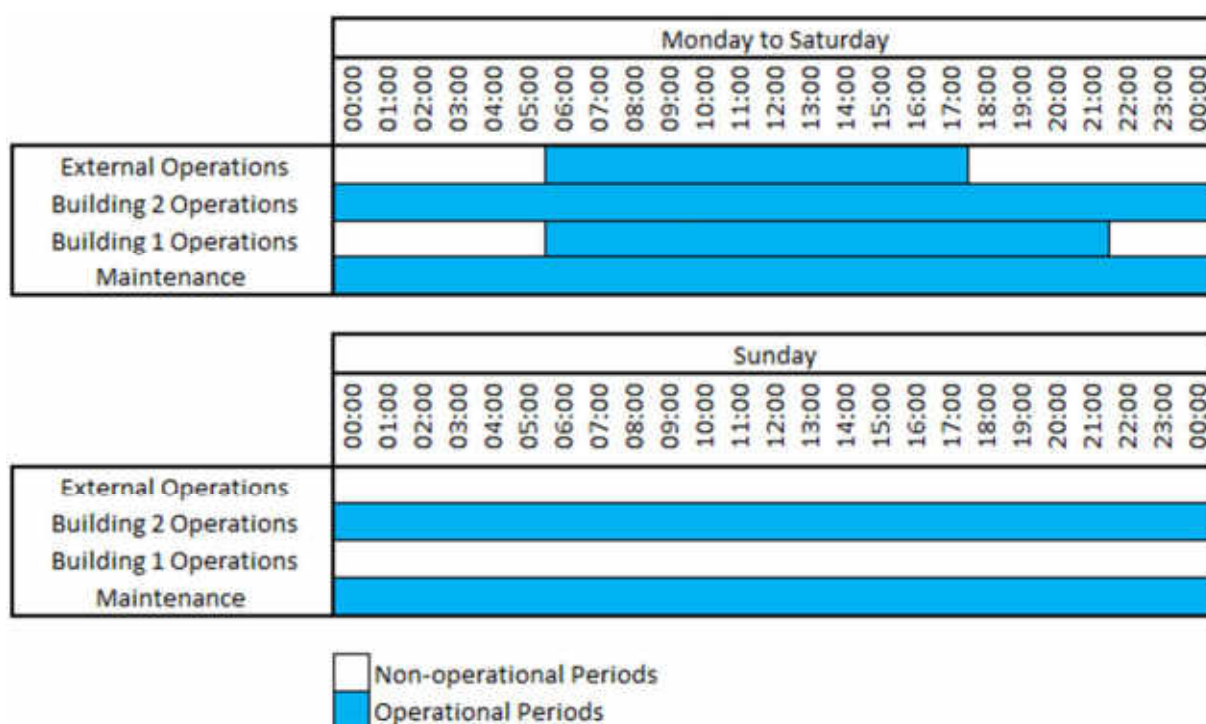 Monday to Saturday
00:00 01:00 02:00 03:00 04:00 05:00 06:00 07:00 08:00 09:00 10:00 11:00 12:00 13:00 14:00 15:00 16:00 17:00 18:00 19:00 20:00 21:00 22:00 23:00 00:00
External Operations
Building 2 Operations
Building 1 Operations
Maintenance
Sunday
00:00 01:00 02:00 03:00 04:00 05:00 06:00 07:00 08:00 09:00 10:00 11:00 12:00 13:00 14:00 15:00 16:00 17:00 18:00 19:00 20:00 21:00 22:00 23:00 00:00
External Operations
Building 2 Operations
Building 1 Operations
Maintenance
Non-operational Periods
Operational Periods